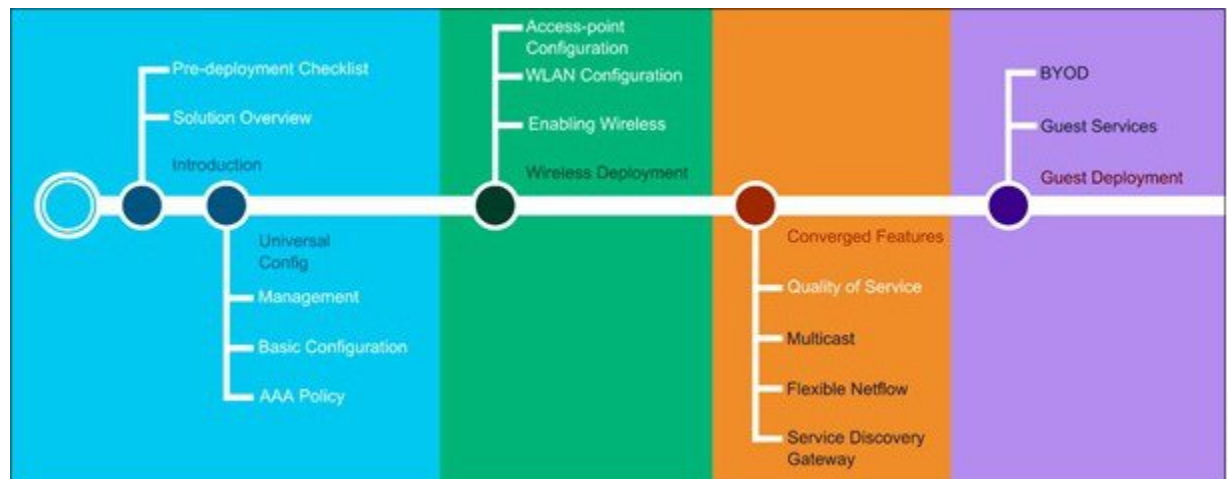 Pre-deployment Checklist
Solution Overview
Introduction
Universal
Config
Management
Basic Configuration
AAA Policy
Access-point
Configuration
WLAN Configuration
Enabling Wireless
Wireless Deployment
Converged Features
Quality of Service
Multicast
Flexible Netflow
Service Discovery
Gateway
BYOD
Guest Services
Guest Deployment